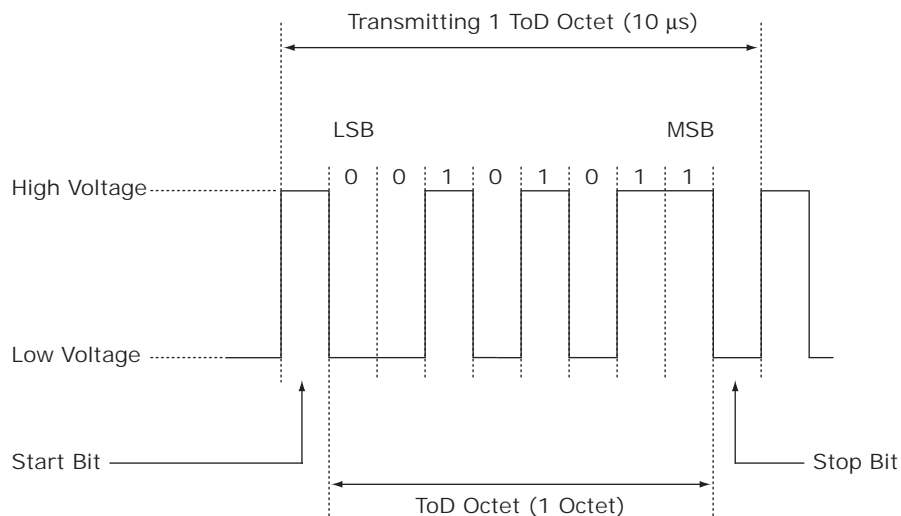 Transmitting 1 ToD Octet (10 μs)
LSB MSB
0 0 1 0 1 0 1 1
High Voltage
Low Voltage
Start Bit
Stop Bit
ToD Octet (1 Octet)